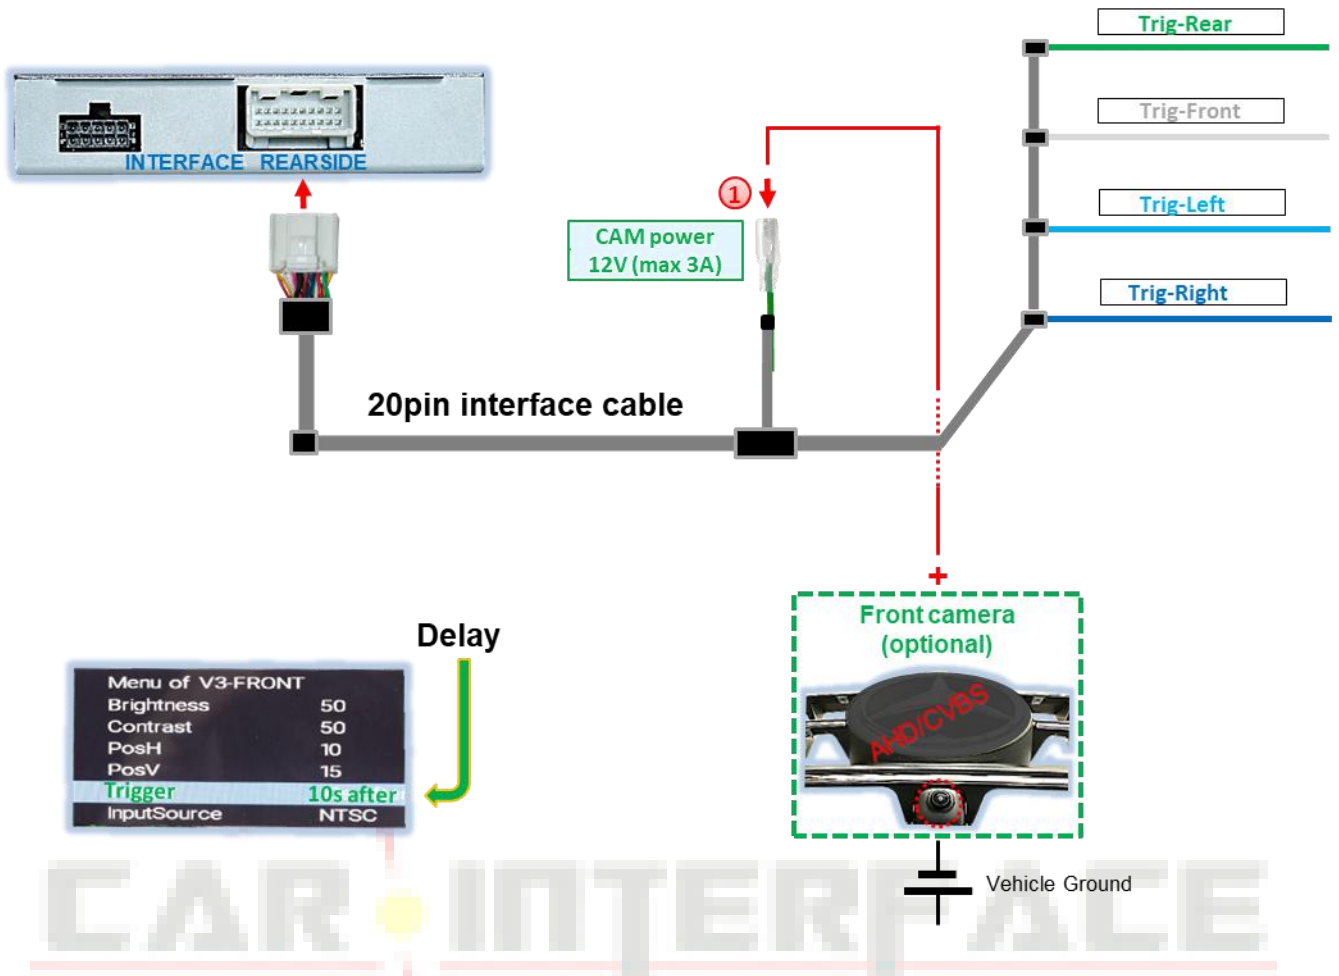 Trig-Rear
Trig-Front
Trig-Left
Trig-Right
INTERFACE REARSIDE
1
CAM power
12V (max 3A)
20pin interface cable
+
Front camera
(optional)
AHD/CVBS
Vehicle Ground
Delay
Menu of V3-FRONT
Brightness 50
Contrast 50
PosH 10
PosV 15
Trigger 10s after
InputSource NTSC
CAR INTERFACE